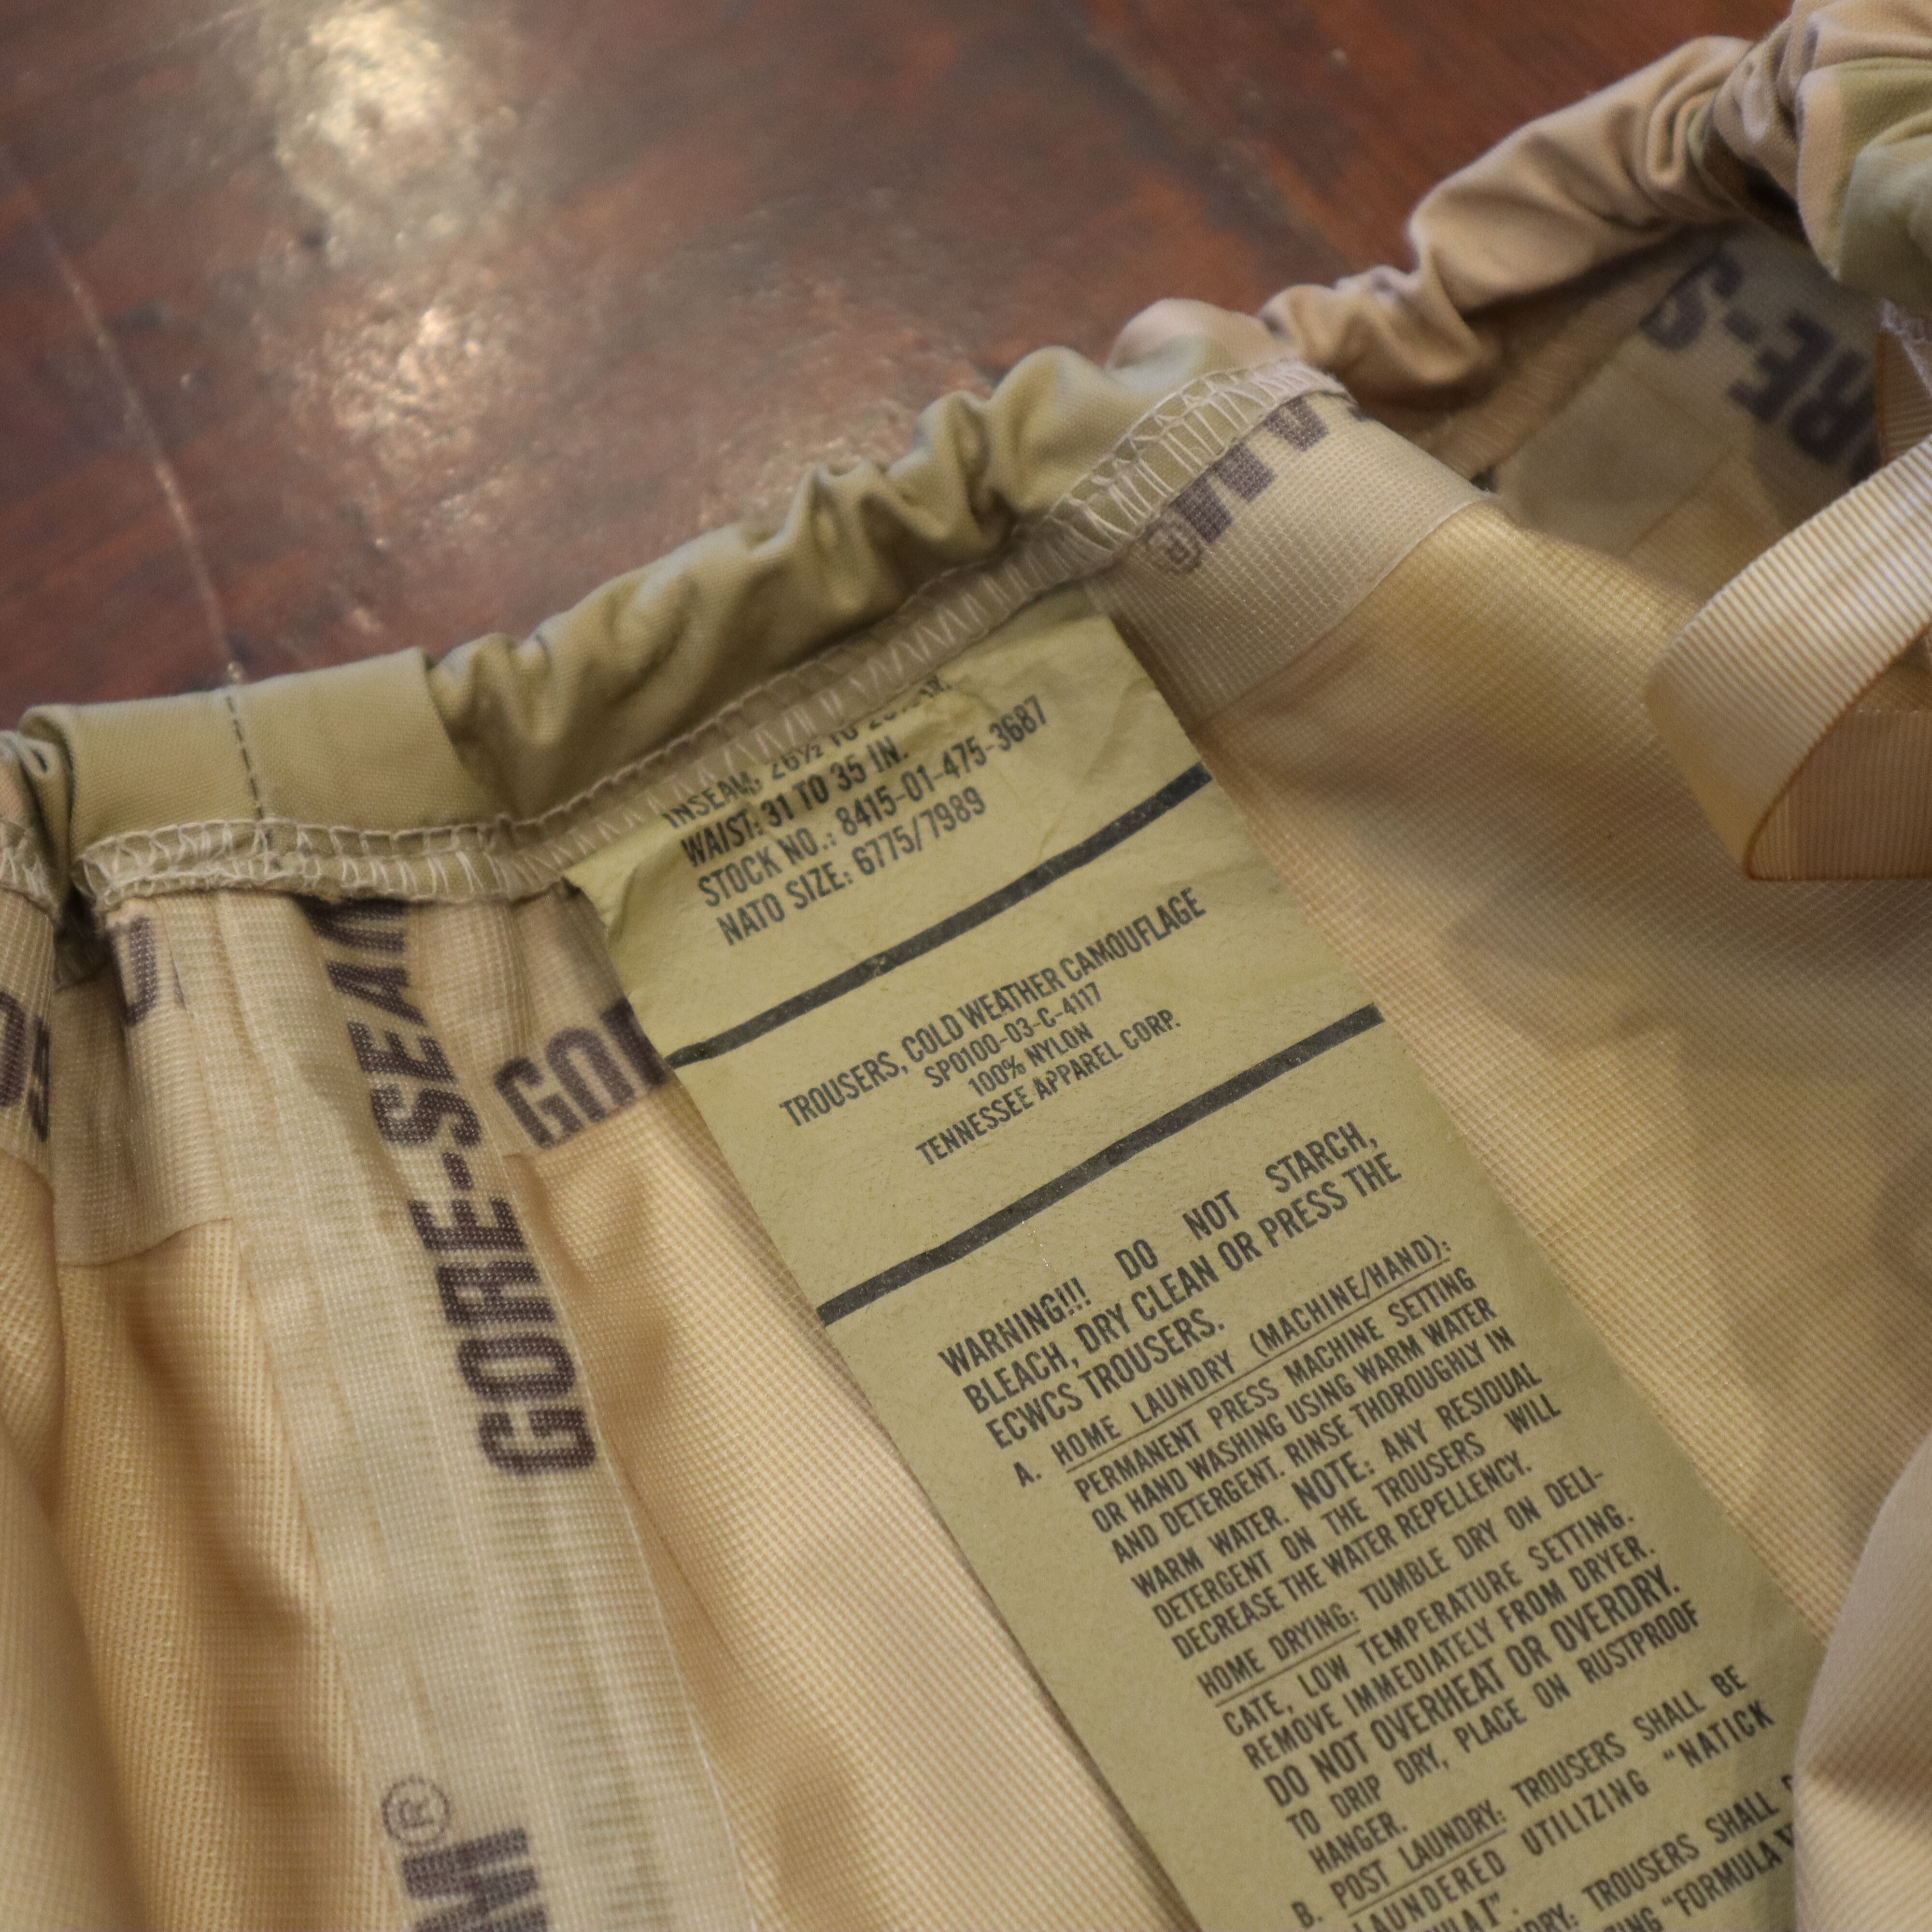 INSEAM: 26½ TO
WAIST: 31 TO 35 IN.
STOCK NO.: 8415-01-475-3687
NATO SIZE: 6775/7989
TROUSERS, COLD WEATHER CAMOUFLAGE
SPO100-03-C-4117
100% NYLON
TENNESSEE APPAREL CORP.
WARNING!!! DO NOT STARCH,
BLEACH, DRY CLEAN OR PRESS THE
ECWCS TROUSERS.
A. HOME LAUNDRY (MACHINE/HAND):
PERMANENT PRESS MACHINE SETTING
OR HAND WASHING USING WARM WATER
AND DETERGENT. RINSE THOROUGHLY IN
WARM WATER. NOTE: ANY RESIDUAL
DETERGENT ON THE TROUSERS WILL
DECREASE THE WATER REPELLENCY.
HOME DRYING: TUMBLE DRY ON DELI-
CATE, LOW TEMPERATURE SETTING.
REMOVE IMMEDIATELY FROM DRYER.
DO NOT OVERHEAT OR OVERDRY.
TO DRIP DRY, PLACE ON RUSTPROOF
HANGER.
B. POST LAUNDRY: TROUSERS SHALL BE
LAUNDERED UTILIZING "NATICK
TROUSERS SHALL
GORE-SEAM
®
®